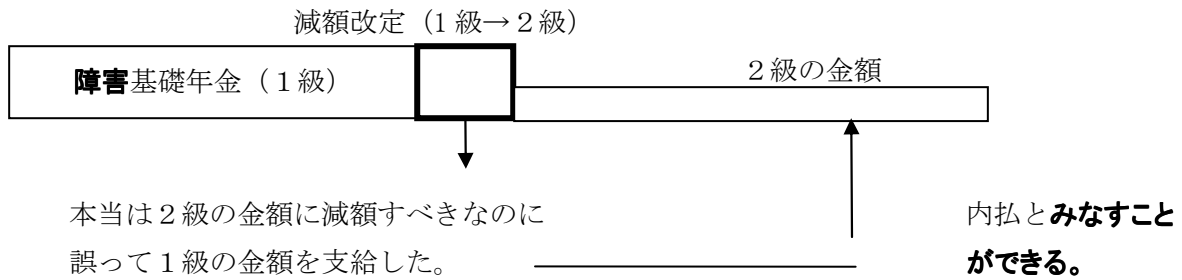 減額改定（1級→２級）
障害基礎年金（１級）
２級の金額
本当は２級の金額に減額すべきなのに
誤って１級の金額を支給した。
内払とみなすこと
ができる。